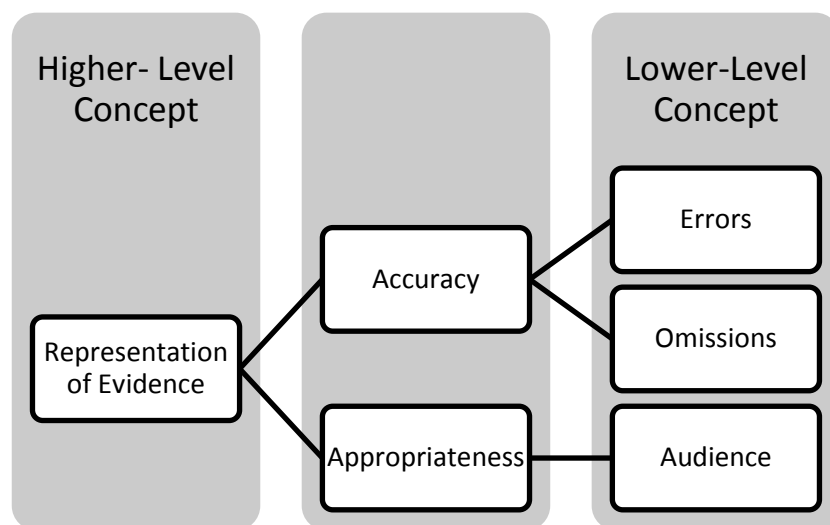 Higher- Level
Concept
Lower-Level
Concept
Representation
of Evidence
Accuracy
Appropriateness
Errors
Omissions
Audience